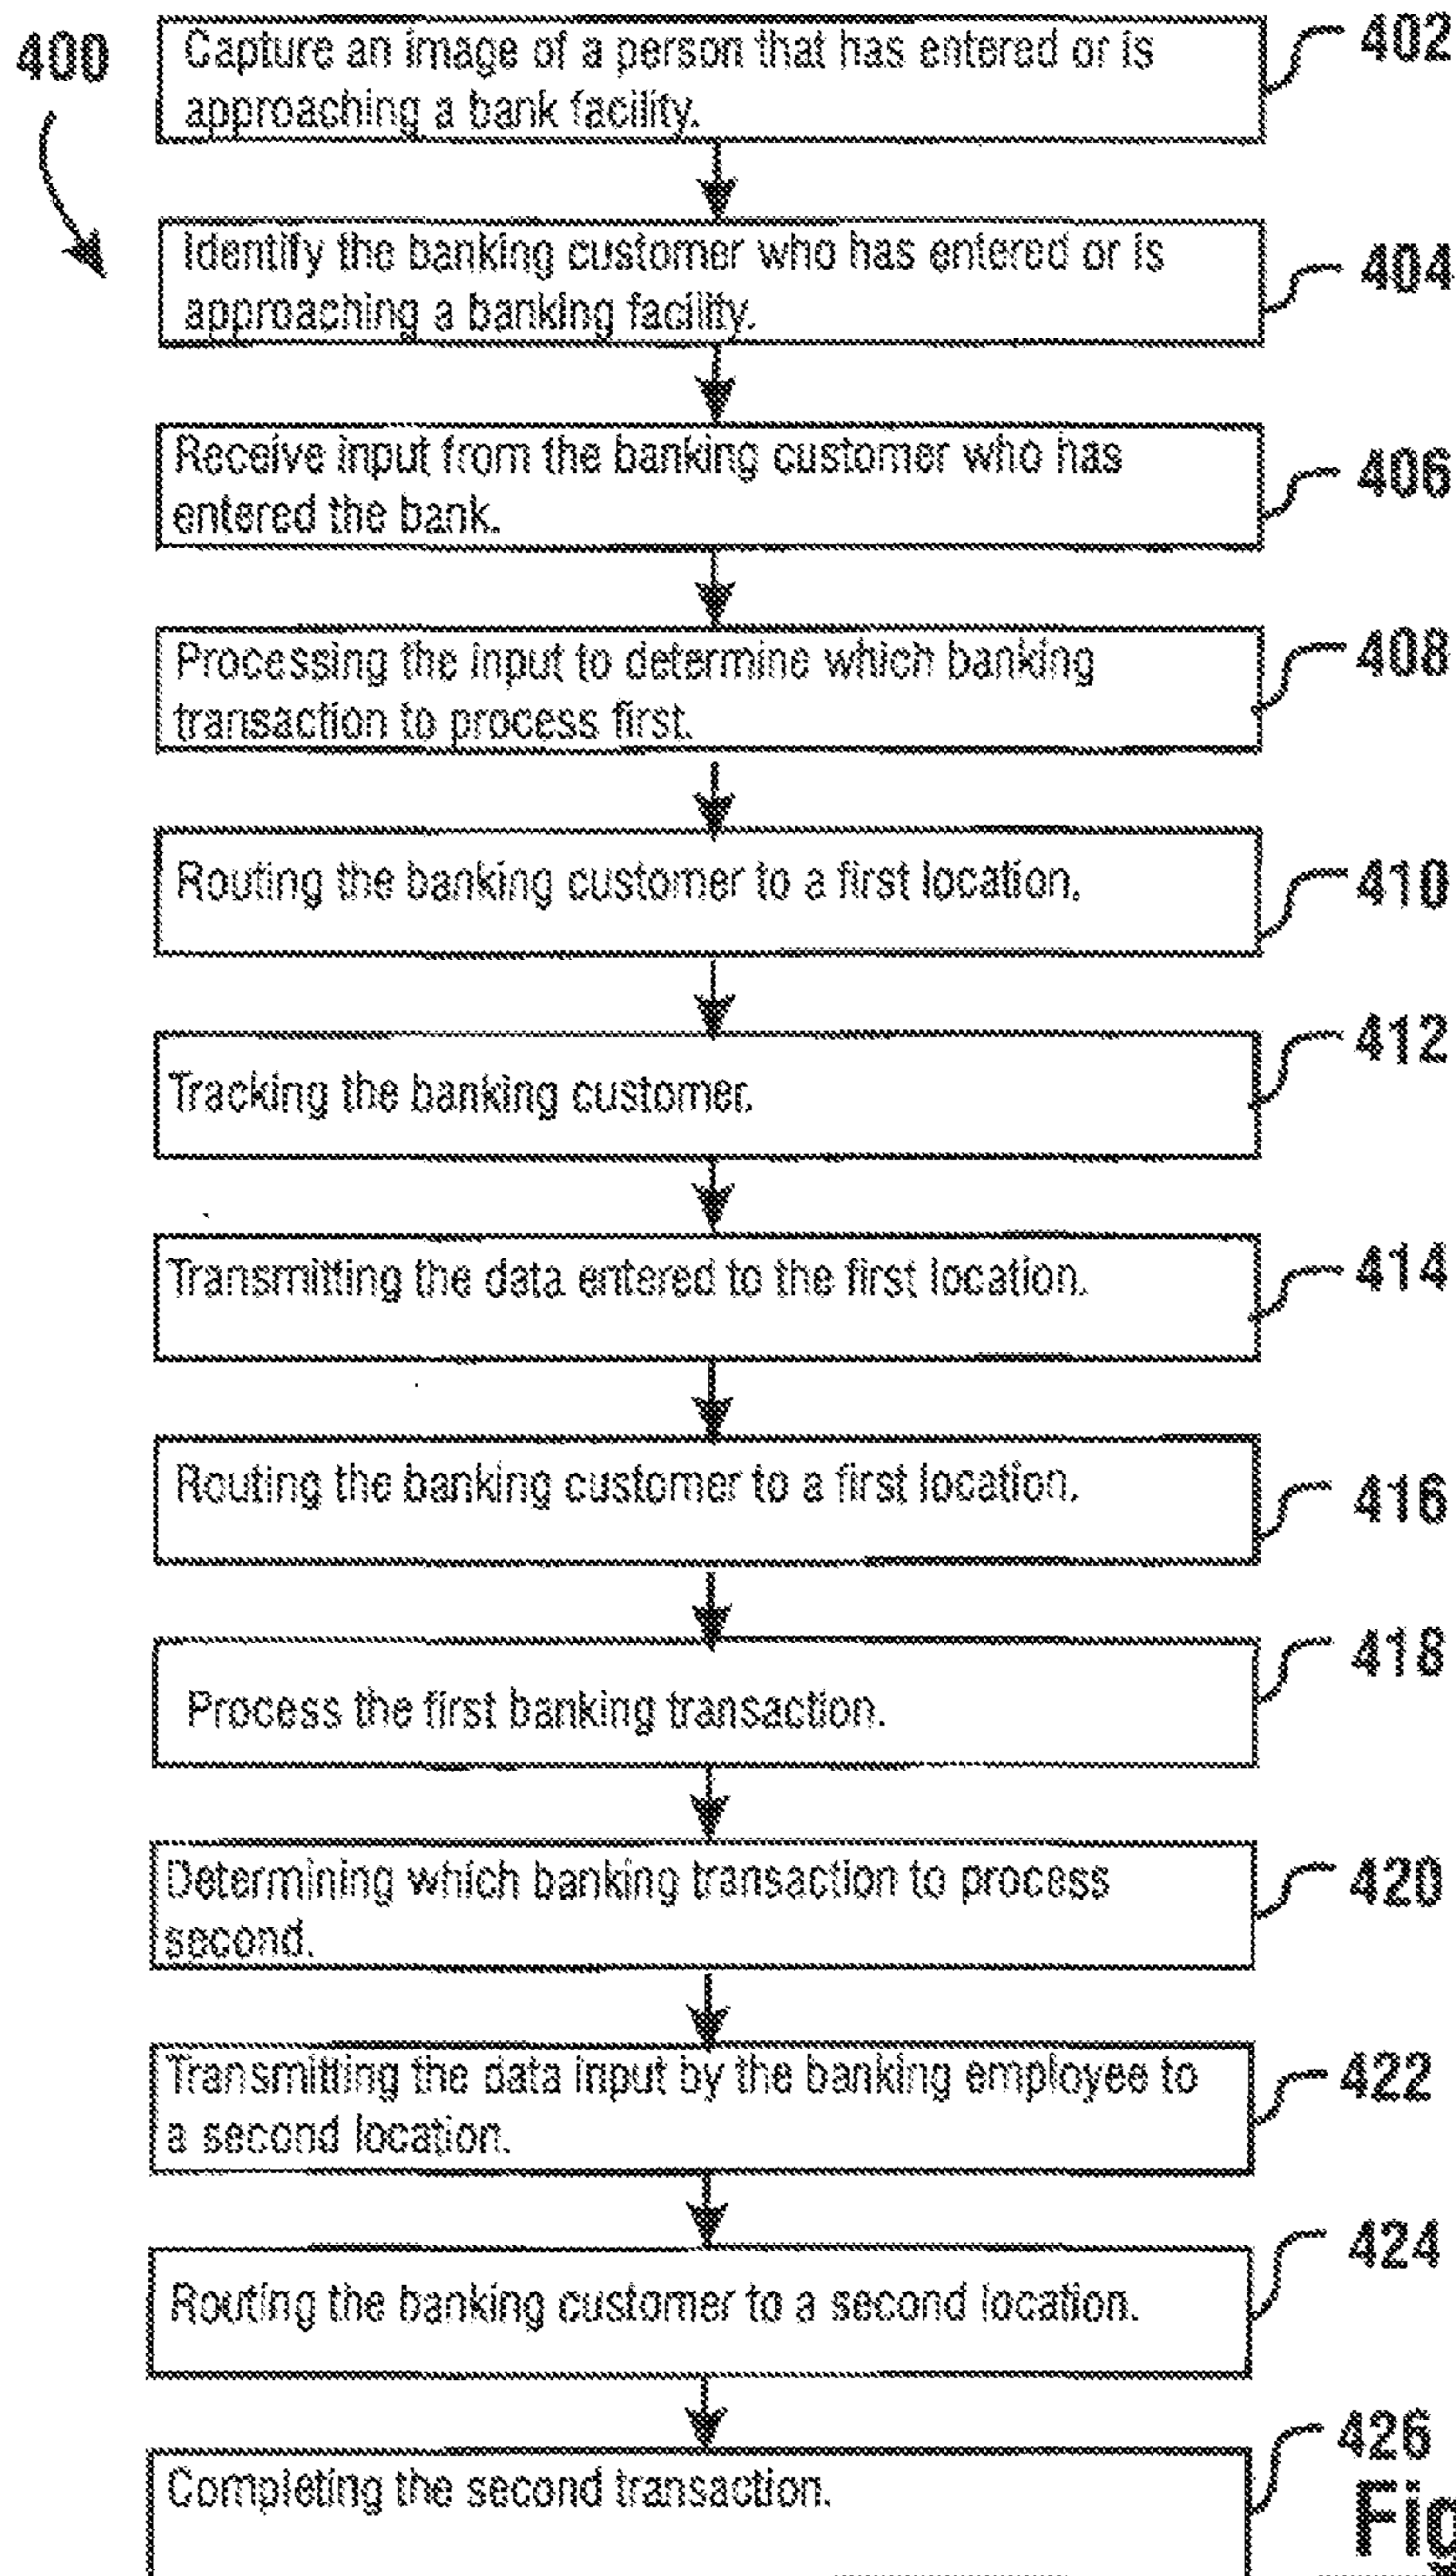 400
Capture an image of a person that has entered or is
approaching a bank facility.
402
Identify the banking customer who has entered or is
approaching a banking facility.
404
Receive input from the banking customer who has
entered the bank.
406
Processing the input to determine which banking
transaction to process first.
408
Routing the banking customer to a first location.
410
Tracking the banking customer.
412
Transmitting the data entered to the first location.
414
Routing the banking customer to a first location.
416
Process the first banking transaction.
418
Determining which banking transaction to process
second.
420
Transmitting the data input by the banking employee to
a second location.
422
Routing the banking customer to a second location.
424
Completing the second transaction.
426